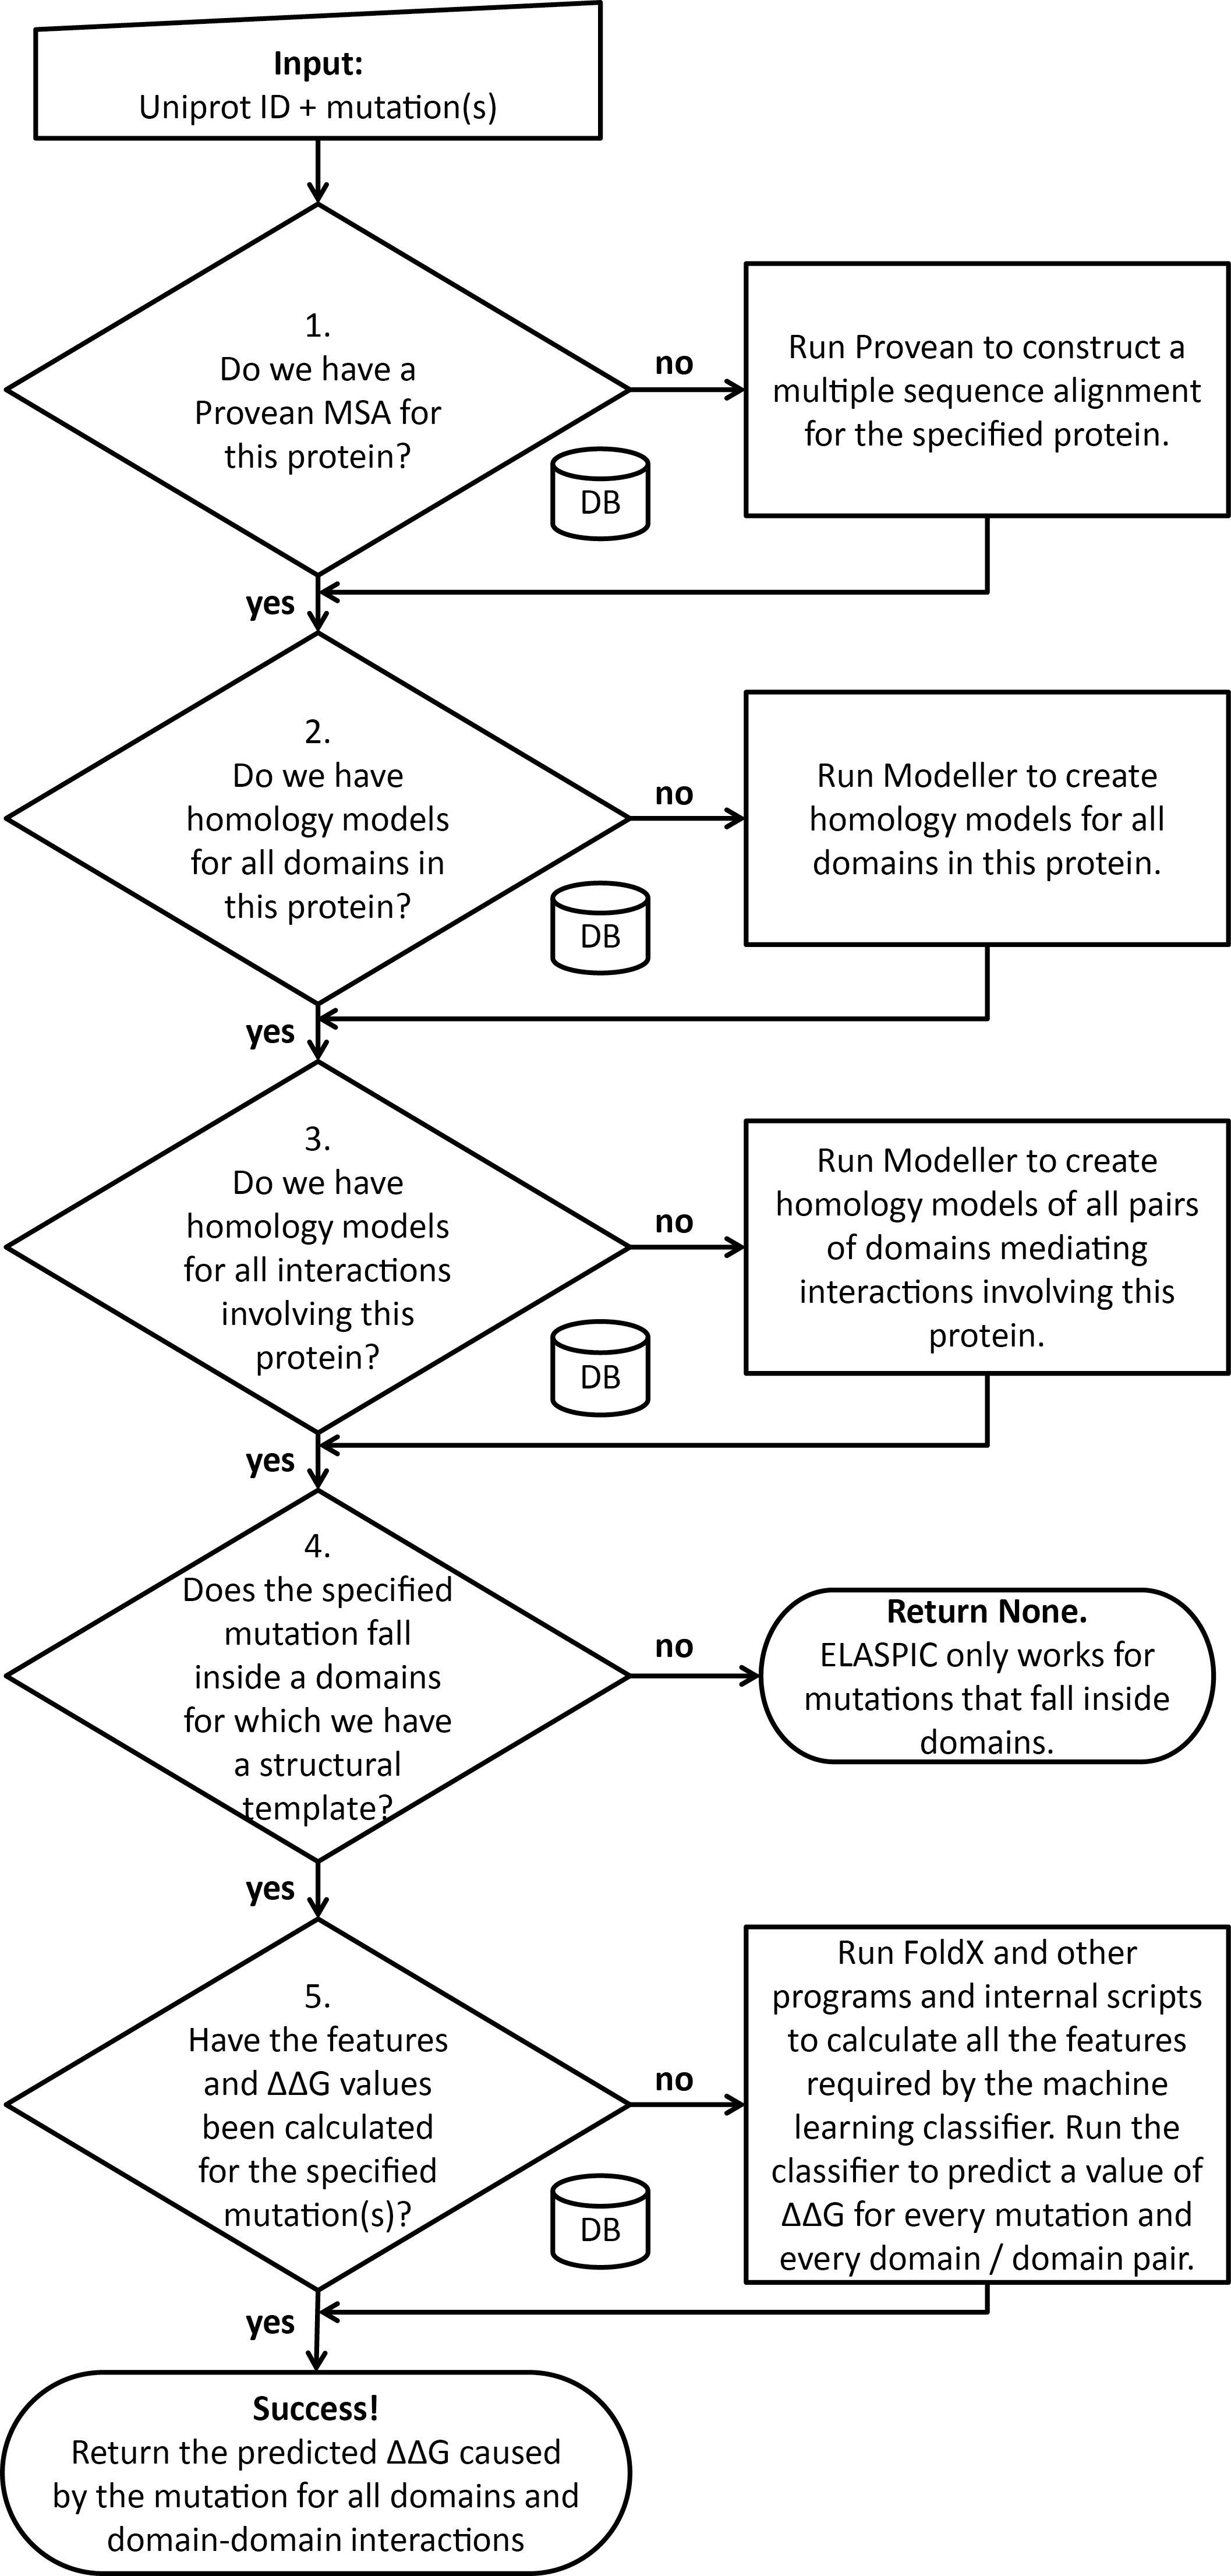 Input:
Uniprot ID + mutation(s)
1.
Do we have a
Provean MSA for
this protein?
no
Run Provean to construct a
multiple sequence alignment
for the specified protein.
DB
yes
2.
Do we have
homology models
for all domains in
this protein?
no
Run Modeller to create
homology models for all
domains in this protein.
DB
yes
3.
Do we have
homology models
for all interactions
involving this
protein?
no
Run Modeller to create
homology models of all pairs
of domains mediating
interactions involving this
protein.
DB
yes
4.
Does the specified
mutation fall
inside a domains
for which we have
a structural
template?
no
Return None.
ELASPIC only works for
mutations that fall inside
domains.
yes
5.
Have the features
and ΔΔG values
been calculated
for the specified
mutation(s)?
no
Run FoldX and other
programs and internal scripts
to calculate all the features
required by the machine
learning classifier. Run the
classifier to predict a value of
ΔΔG for every mutation and
every domain / domain pair.
DB
yes
Success!
Return the predicted ΔΔG caused
by the mutation for all domains and
domain-domain interactions